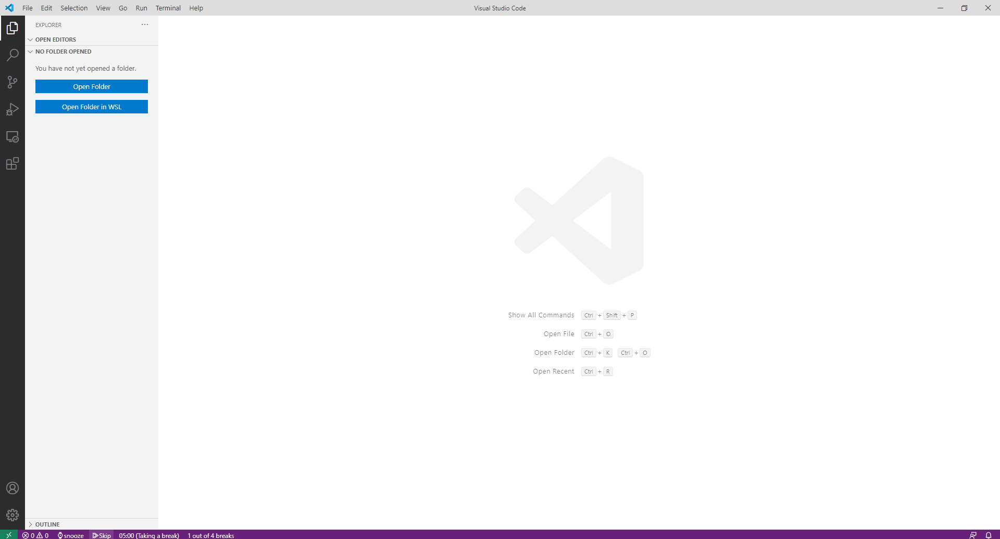 File Edit Selection View Go Run Terminal Help
Visual Studio Code
EXPLORER
OPEN EDITORS
NO FOLDER OPENED
You have not yet opened a folder.
Open Folder
Open Folder in WSL
Show All Commands Ctrl + Shift + P
Open File Ctrl + O
Open Folder Ctrl + K Ctrl + O
Open Recent Ctrl + R
OUTLINE
0 0 snooze Skip 05:00 (Taking a break) 1 out of 4 breaks